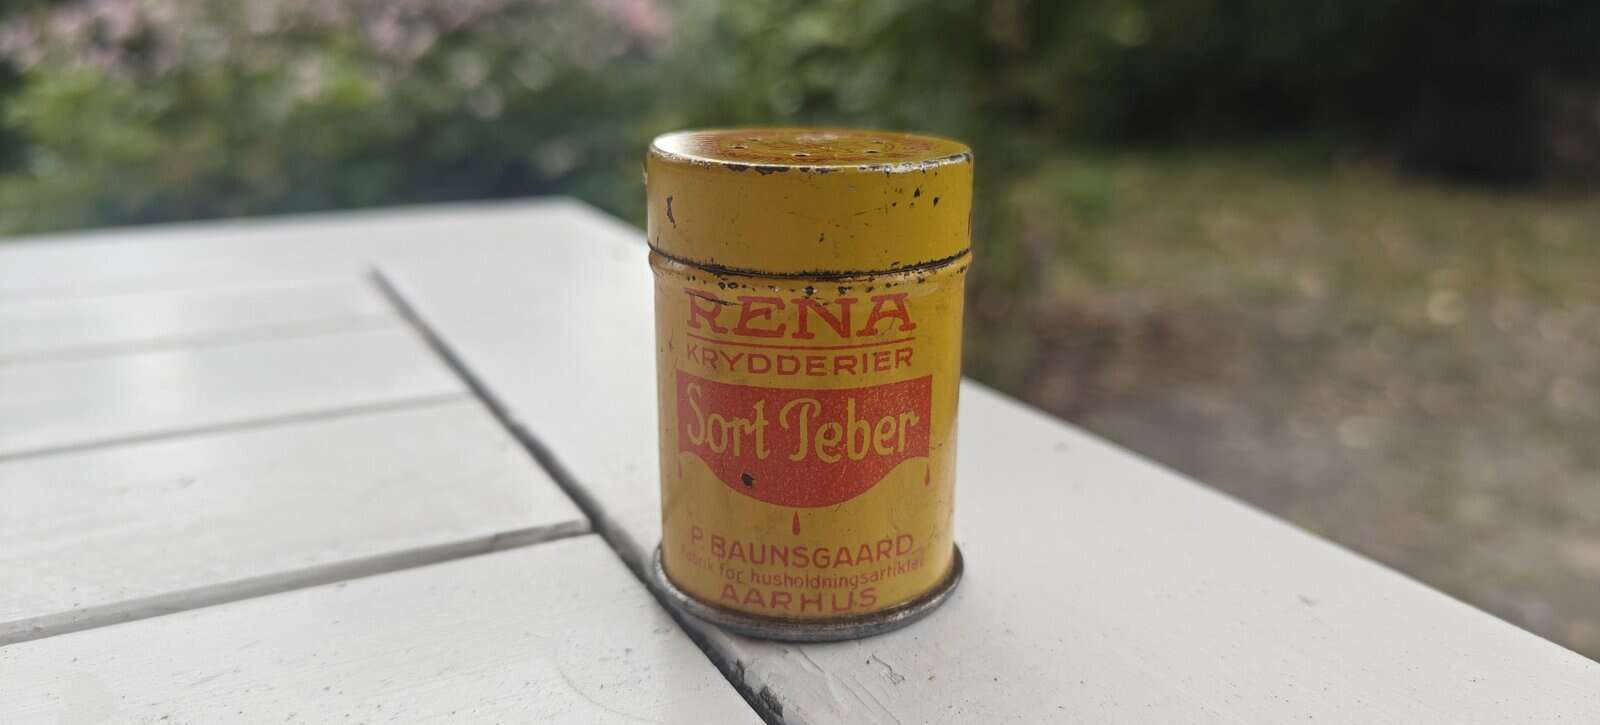 RENA
KRYDDERIER
Sort Peber
P. BAUNSGAARD
Fabrik for husholdningsartikler
AARHUS